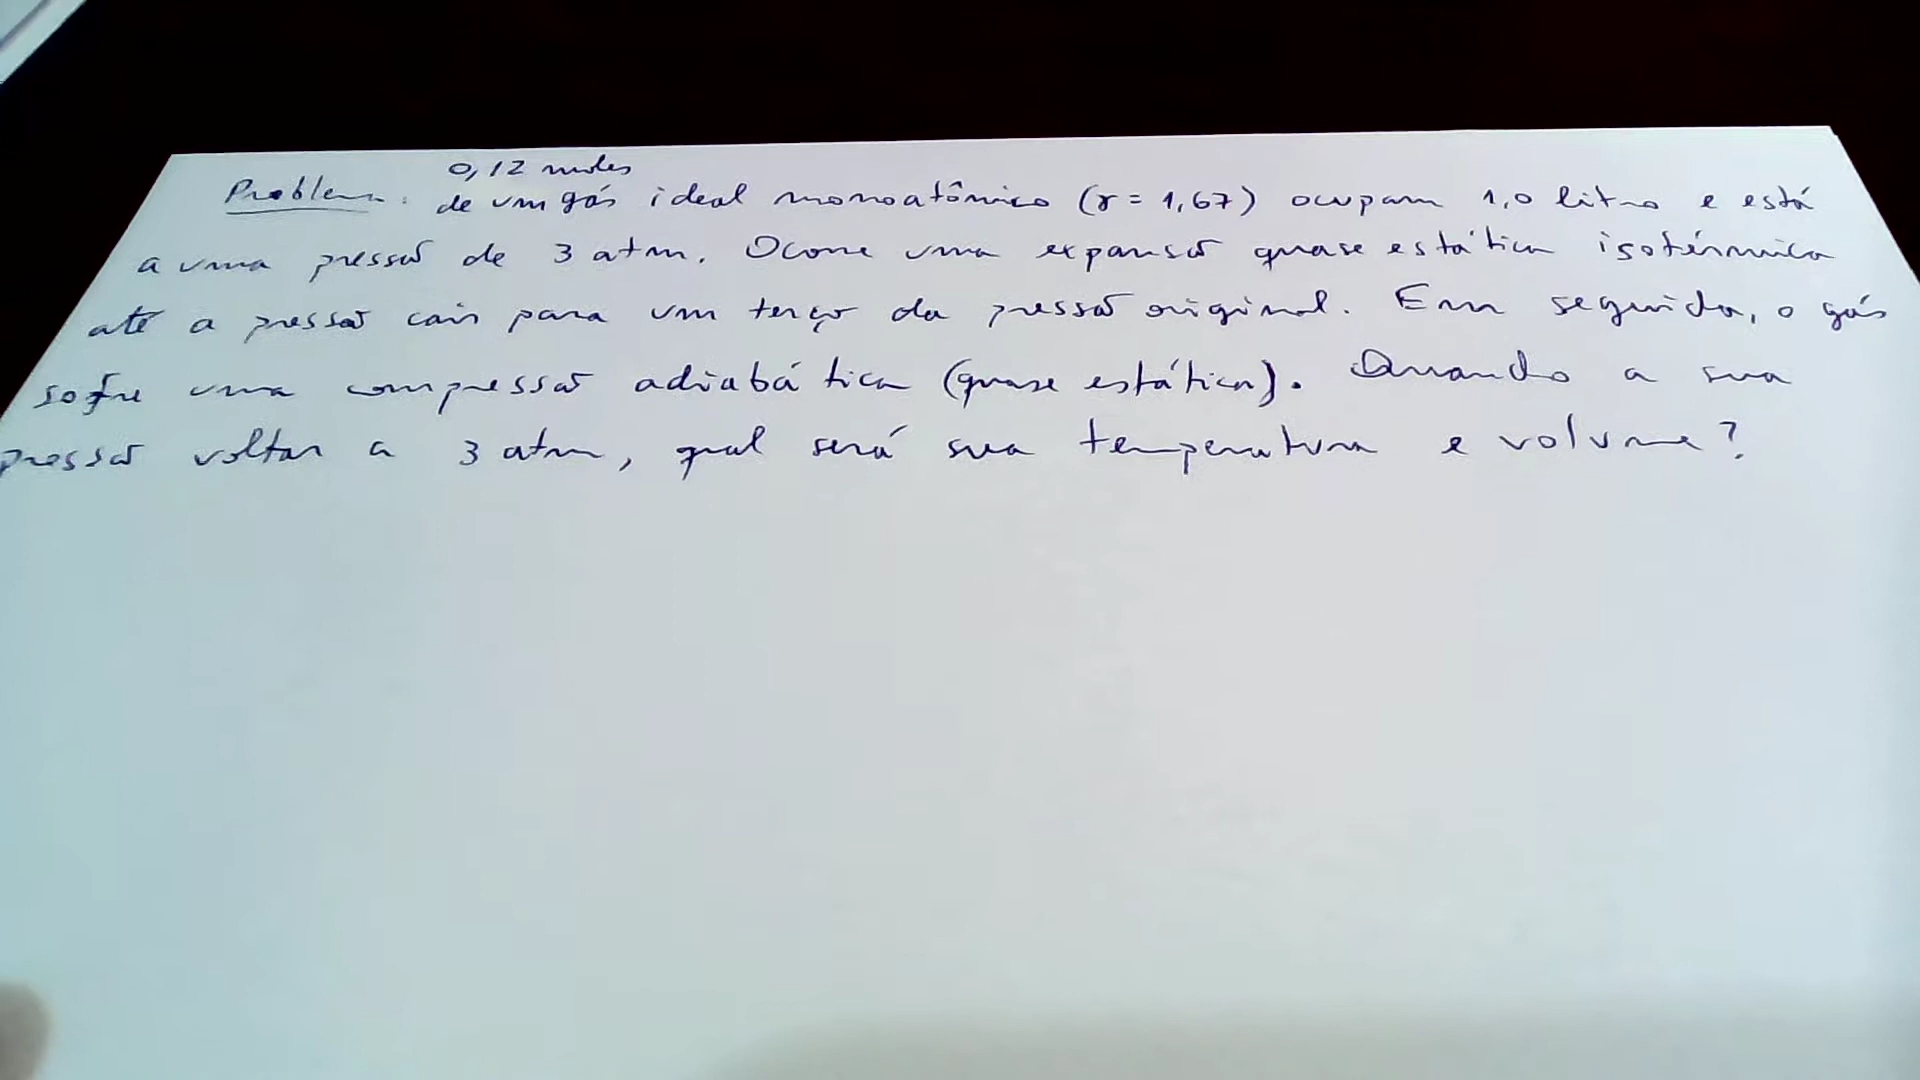 0,12 moles
Problema: de um gás ideal monoatômico (γ = 1,67) ocupam 1,0 litro e está
a uma pressão de 3 atm. Ocorre uma expansão quase estática isotérmica
até a pressão cair para um terço da pressão original. Em seguida, o gás
sofre uma compressão adiabática (quase estática). Quando a sua
pressão voltar a 3 atm, qual será sua temperatura e volume?